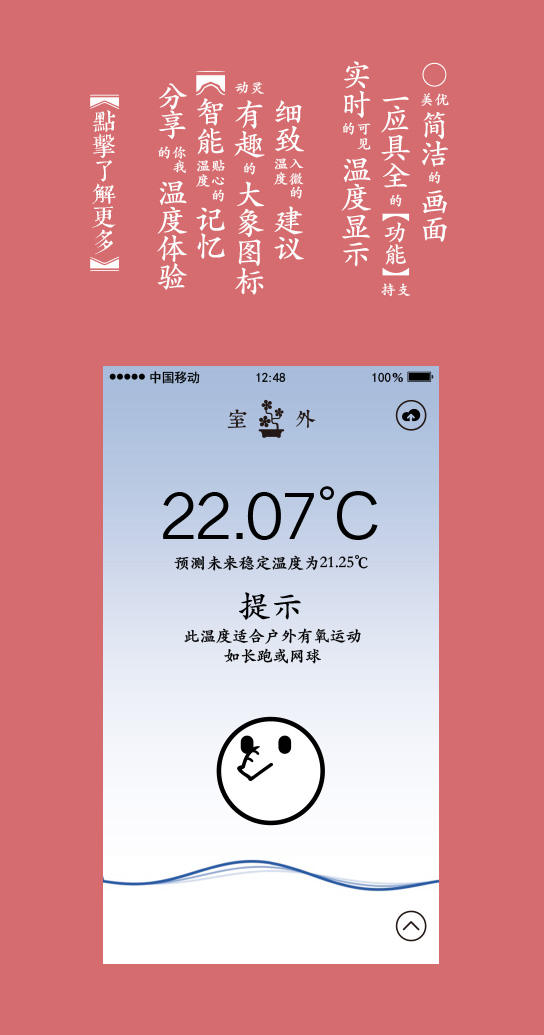 〇优美简洁的画面
一应具全的【功能】支持
实时可见的温度显示
细致入微的温度建议
灵动有趣的大象图标
【智能贴心的温度记忆
分享你我的温度体验
【點擊了解更多】
中国移动 12:48 100%
室 外
22.07°C
预测未来稳定温度为21.25℃
提示
此温度适合户外有氧运动
如长跑或网球